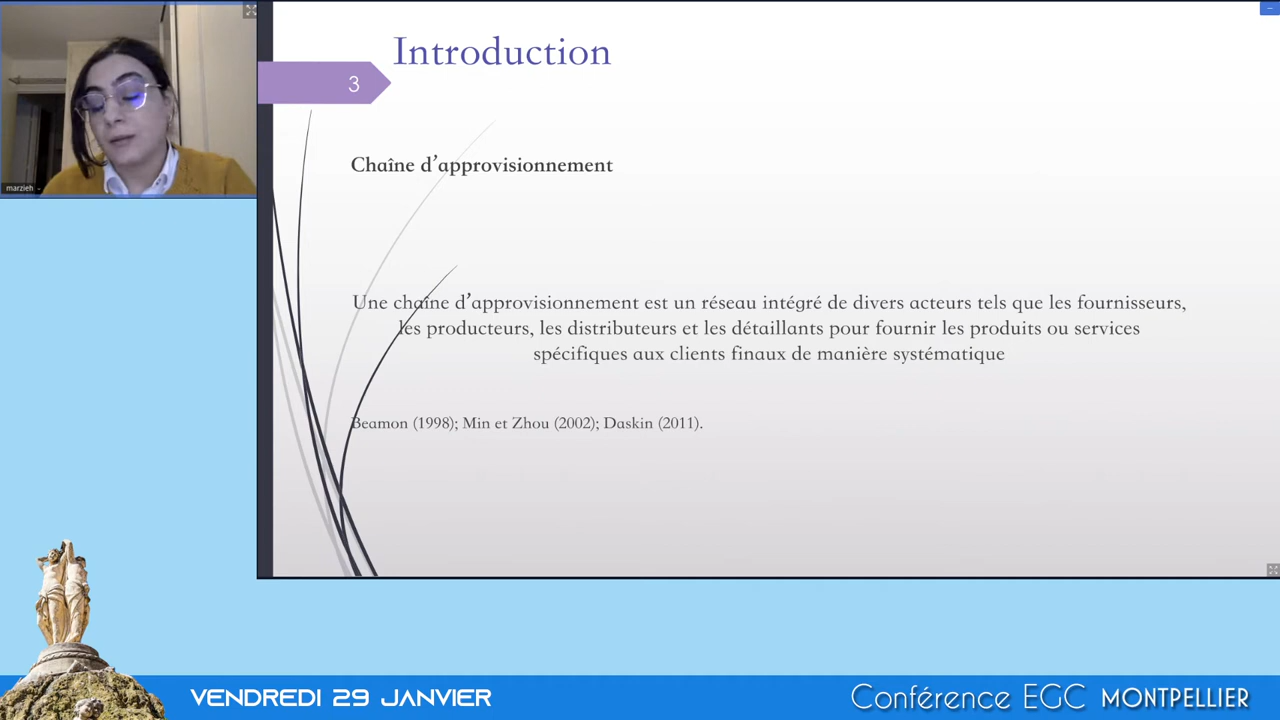 Introduction
3
Chaîne d'approvisionnement
Une chaîne d'approvisionnement est un réseau intégré de divers acteurs tels que les fournisseurs,
les producteurs, les distributeurs et les détaillants pour fournir les produits ou services
spécifiques aux clients finaux de manière systématique
Beamon (1998); Min et Zhou (2002); Daskin (2011).
marzieh
VENDREDI 29 JANVIER
Conférence EGC MONTPELLIER